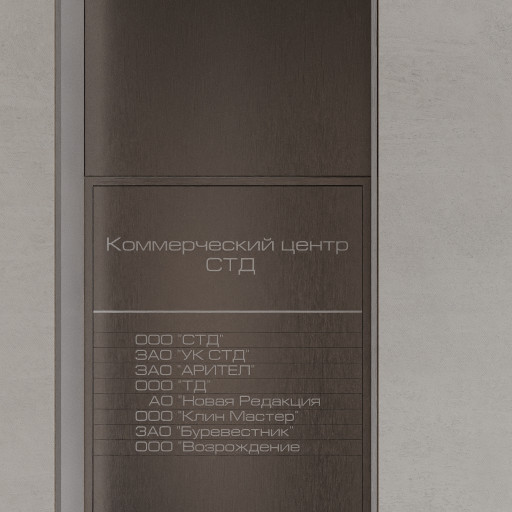 Коммерческий центр
СТД
ООО "СТД"
ЗАО "УК СТД"
ЗАО "АРИТЕЛ"
ООО "ТД"
АО "Новая Редакция
ООО "Клин Мастер"
ЗАО "Буревестник"
ООО "Возрождение